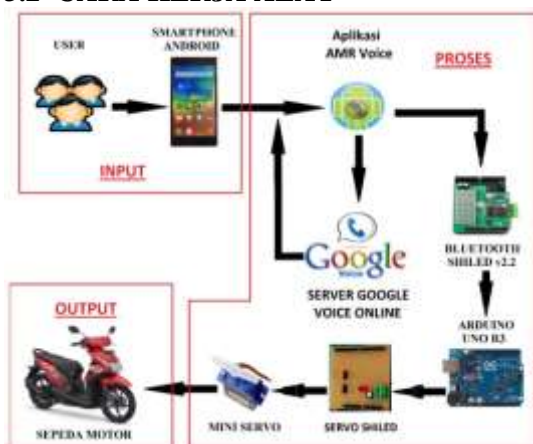 USER
SMARTPHONE
ANDROID
INPUT
Aplikasi
AMR Voice
PROSES
Google
SERVER GOOGLE
VOICE ONLINE
BLUETOOTH
SHILED v2.2
ARDUINO
UNO R3
SERVO SHILED
MINI SERVO
OUTPUT
SEPEDA MOTOR